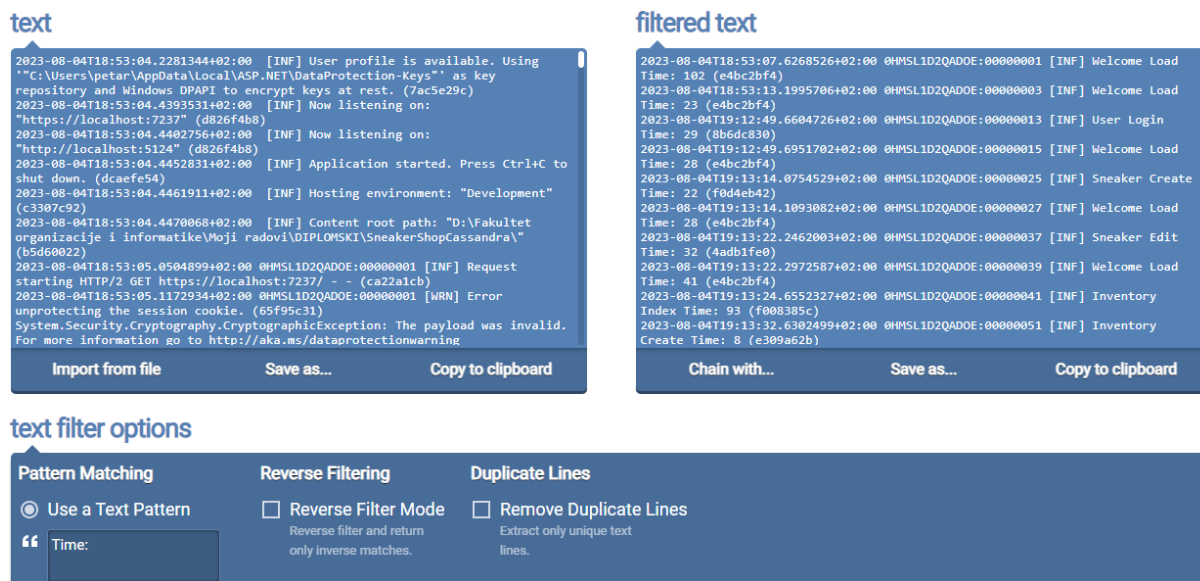 text
2023-08-04T18:53:04.2281344+02:00  [INF] User profile is available. Using
'"C:\Users\petar\AppData\Local\ASP.NET\DataProtection-Keys"' as key
repository and Windows DPAPI to encrypt keys at rest. (7ac5e29c)
2023-08-04T18:53:04.4393531+02:00  [INF] Now listening on:
"https://localhost:7237" (d826f4b8)
2023-08-04T18:53:04.4402756+02:00  [INF] Now listening on:
"http://localhost:5124" (d826f4b8)
2023-08-04T18:53:04.4452831+02:00  [INF] Application started. Press Ctrl+C to
shut down. (dcaefe54)
2023-08-04T18:53:04.4461911+02:00  [INF] Hosting environment: "Development"
(c3307c92)
2023-08-04T18:53:04.4470068+02:00  [INF] Content root path: "D:\Fakultet
organizacije i informatike\Moji radovi\DIPLOMSKI\SneakerShopCassandra\"
(b5d60022)
2023-08-04T18:53:05.0504899+02:00 0HMSL1D2QADOE:00000001 [INF] Request
starting HTTP/2 GET https://localhost:7237/ - - (ca22a1cb)
2023-08-04T18:53:05.1172934+02:00 0HMSL1D2QADOE:00000001 [WRN] Error
unprotecting the session cookie. (65f95c31)
System.Security.Cryptography.CryptographicException: The payload was invalid.
For more information go to http://aka.ms/dataprotectionwarning
Import from file
Save as...
Copy to clipboard
filtered text
2023-08-04T18:53:07.6268526+02:00 0HMSL1D2QADOE:00000001 [INF] Welcome Load
Time: 102 (e4bc2bf4)
2023-08-04T18:53:13.1995706+02:00 0HMSL1D2QADOE:00000003 [INF] Welcome Load
Time: 23 (e4bc2bf4)
2023-08-04T19:12:49.6604726+02:00 0HMSL1D2QADOE:00000013 [INF] User Login
Time: 29 (8b6dc830)
2023-08-04T19:12:49.6951702+02:00 0HMSL1D2QADOE:00000015 [INF] Welcome Load
Time: 28 (e4bc2bf4)
2023-08-04T19:13:14.0754529+02:00 0HMSL1D2QADOE:00000025 [INF] Sneaker Create
Time: 22 (f0d4eb42)
2023-08-04T19:13:14.1093082+02:00 0HMSL1D2QADOE:00000027 [INF] Welcome Load
Time: 28 (e4bc2bf4)
2023-08-04T19:13:22.2462003+02:00 0HMSL1D2QADOE:00000037 [INF] Sneaker Edit
Time: 32 (4adb1fe0)
2023-08-04T19:13:22.2972587+02:00 0HMSL1D2QADOE:00000039 [INF] Welcome Load
Time: 41 (e4bc2bf4)
2023-08-04T19:13:24.6552327+02:00 0HMSL1D2QADOE:00000041 [INF] Inventory
Index Time: 93 (f008385c)
2023-08-04T19:13:32.6302499+02:00 0HMSL1D2QADOE:00000051 [INF] Inventory
Create Time: 8 (e309a62b)
Chain with...
Save as...
Copy to clipboard
text filter options
Pattern Matching
Use a Text Pattern
Time:
Reverse Filtering
Reverse Filter Mode
Reverse filter and return
only inverse matches.
Duplicate Lines
Remove Duplicate Lines
Extract only unique text
lines.